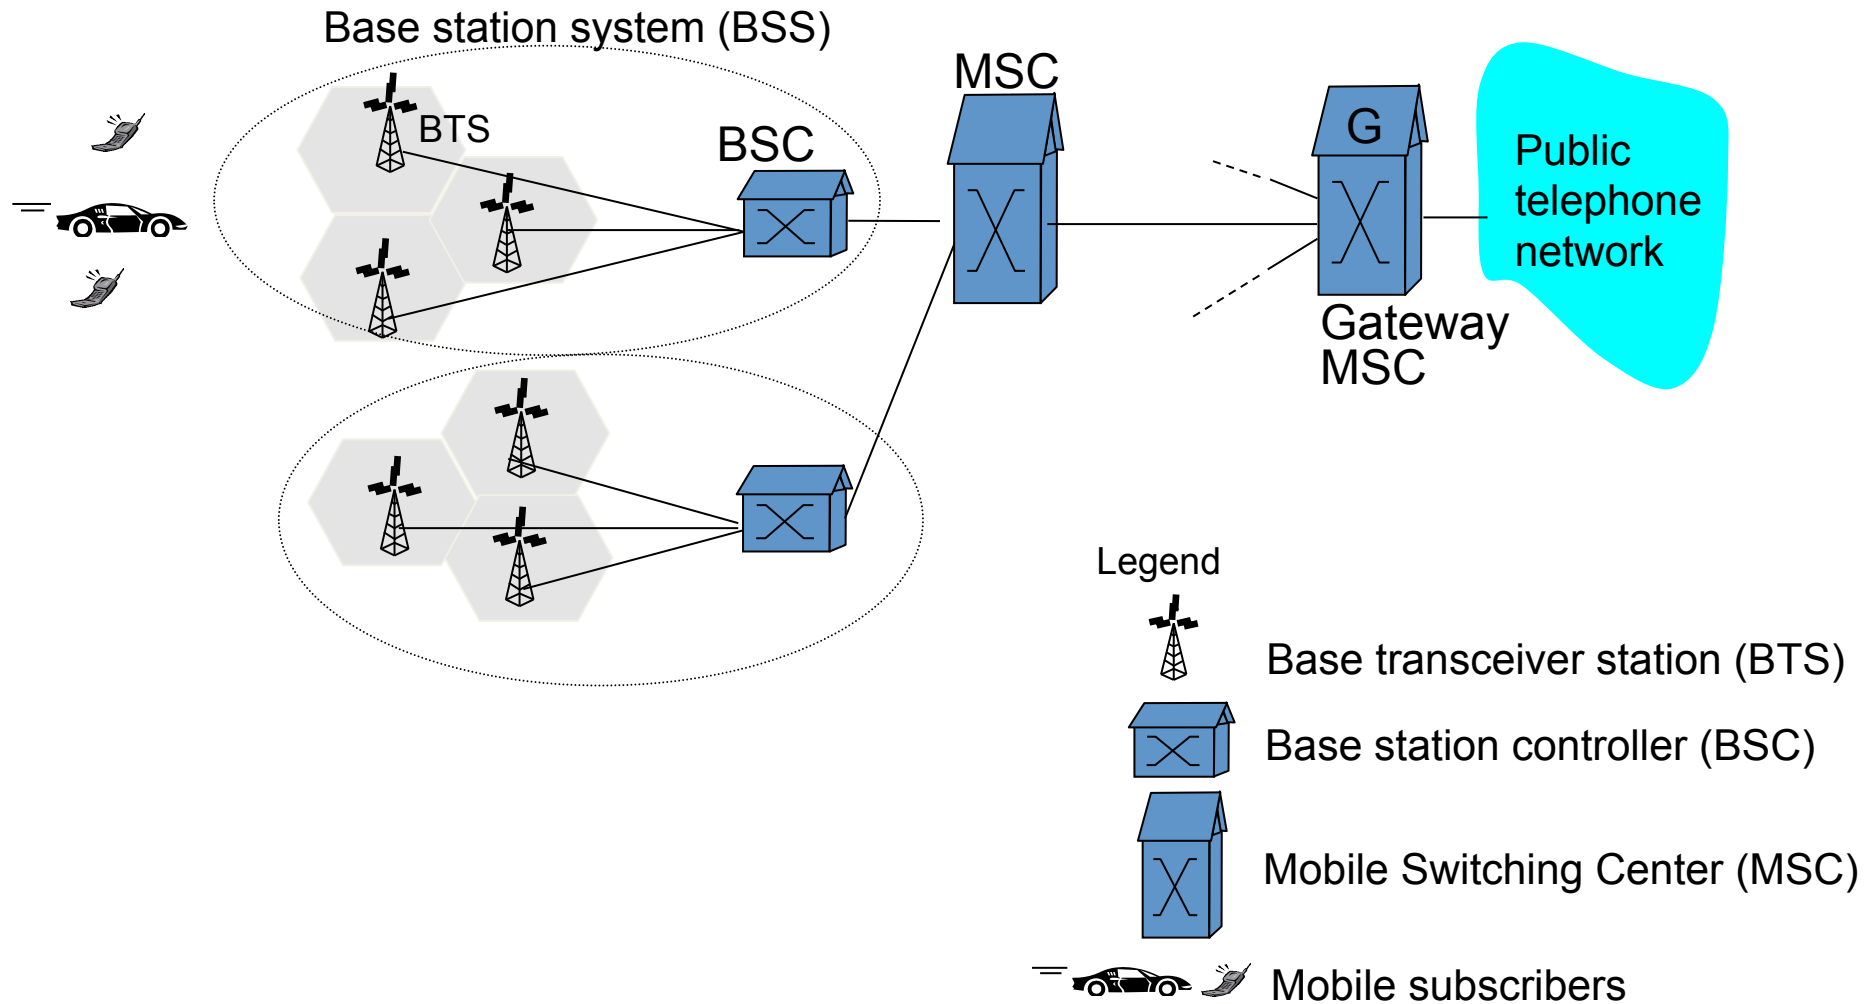 Base station system (BSS)
BTS
BSC
MSC
G
Gateway
MSC
Public
telephone
network
Legend
Base transceiver station (BTS)
Base station controller (BSC)
Mobile Switching Center (MSC)
Mobile subscribers